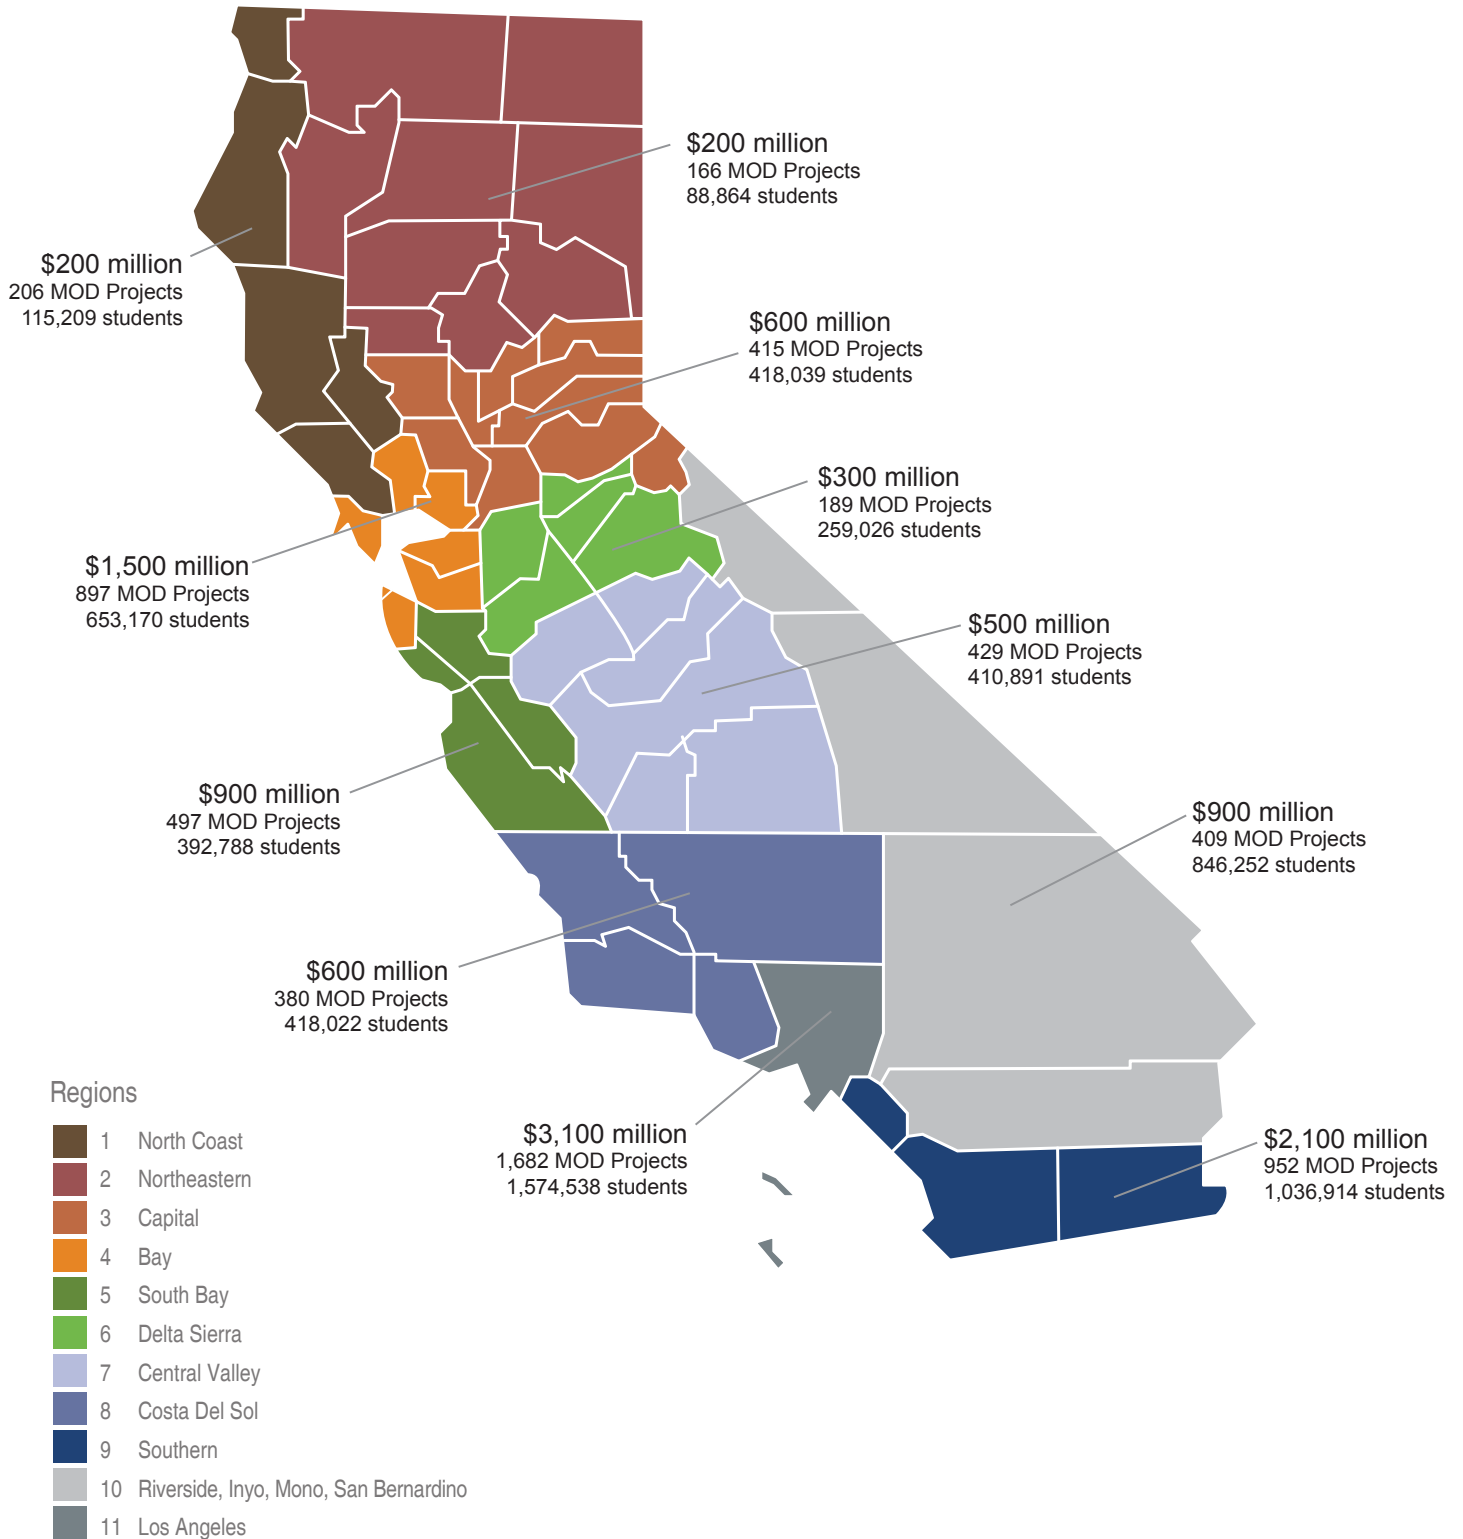 $200 million
166 MOD Projects
88,864 students
$200 million
206 MOD Projects
115,209 students
$600 million
415 MOD Projects
418,039 students
$300 million
189 MOD Projects
259,026 students
$1,500 million
897 MOD Projects
653,170 students
$500 million
429 MOD Projects
410,891 students
$900 million
497 MOD Projects
392,788 students
$900 million
409 MOD Projects
846,252 students
$600 million
380 MOD Projects
418,022 students
$3,100 million
1,682 MOD Projects
1,574,538 students
$2,100 million
952 MOD Projects
1,036,914 students
Regions
1 North Coast
2 Northeastern
3 Capital
4 Bay
5 South Bay
6 Delta Sierra
7 Central Valley
8 Costa Del Sol
9 Southern
10 Riverside, Inyo, Mono, San Bernardino
11 Los Angeles